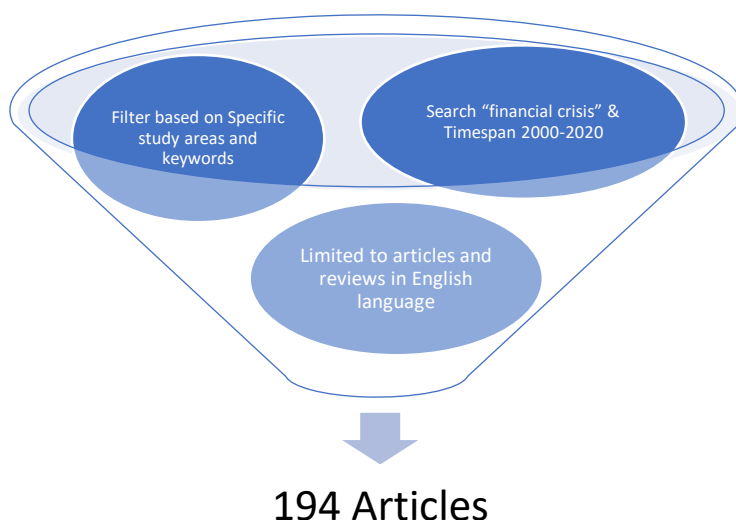 Filter based on Specific
study areas and
keywords
Search “financial crisis” &
Timespan 2000-2020
Limited to articles and
reviews in English
language
194 Articles